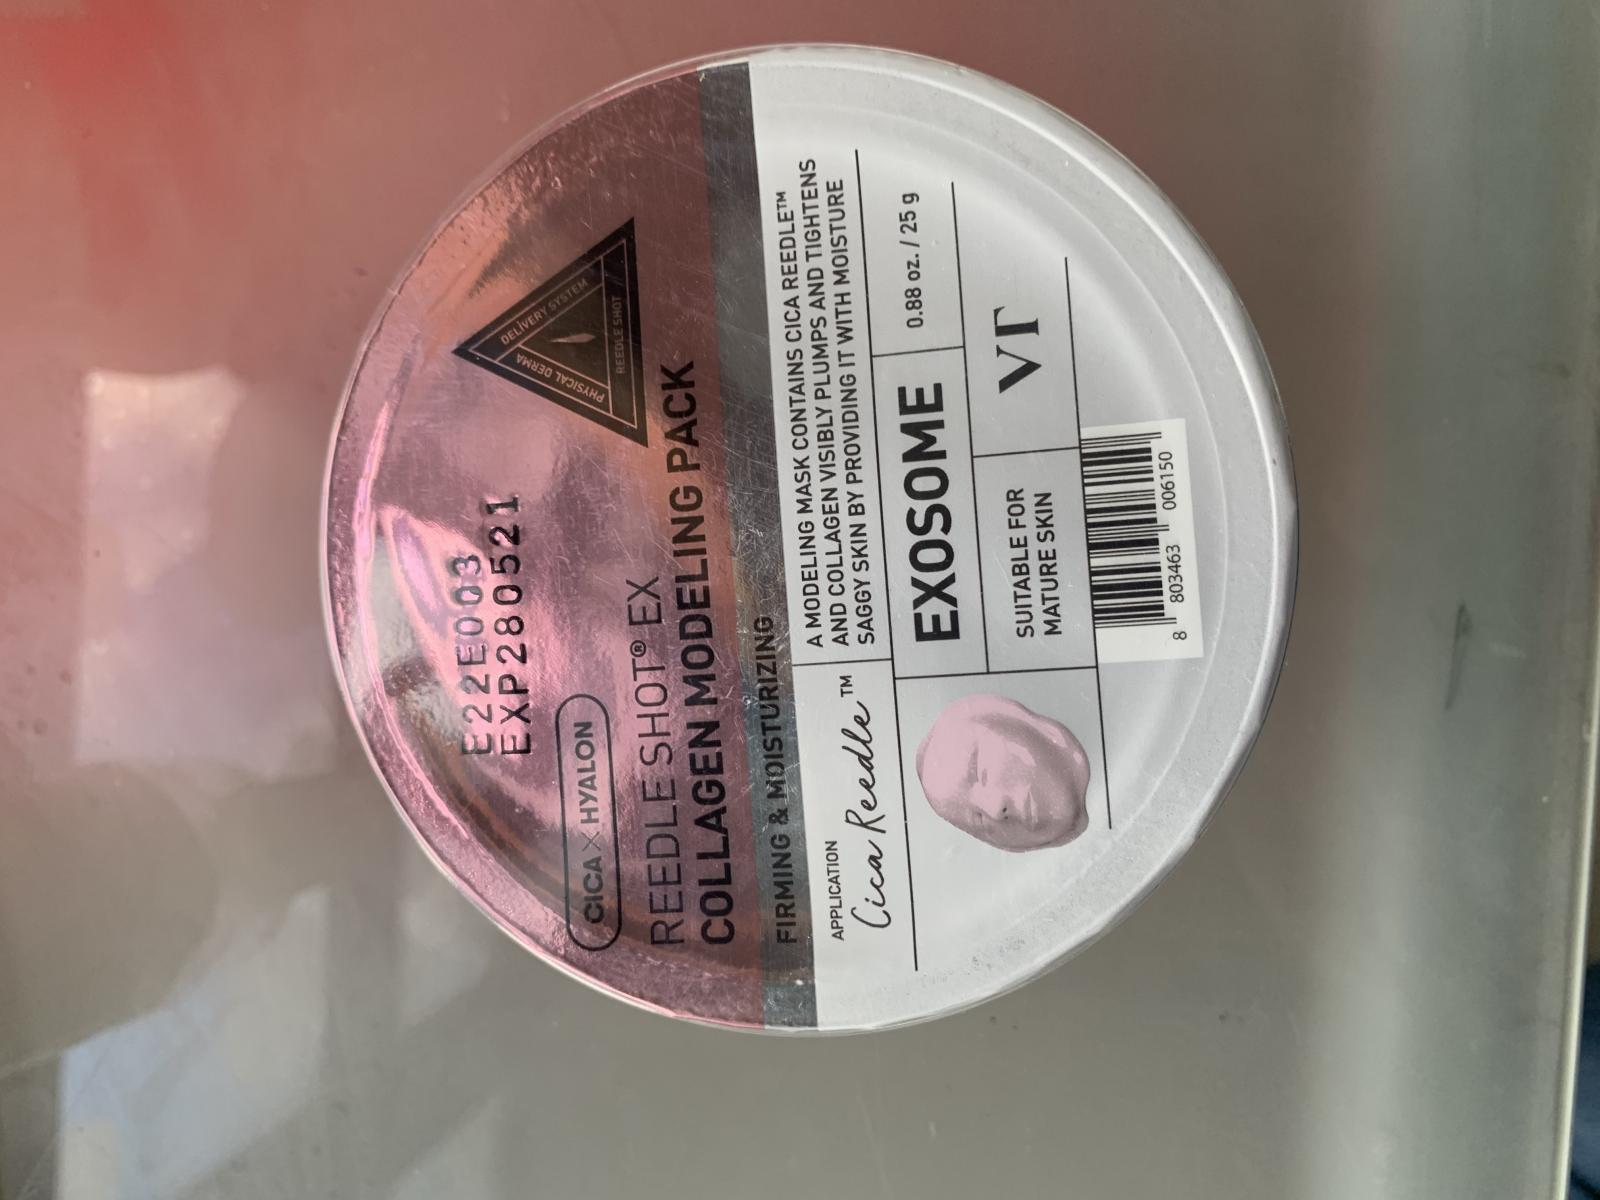 E22E003
EXP280521
CICA X HYALON
REEDLE SHOT® EX
COLLAGEN MODELING PACK
PHYSICAL DERMA
DELIVERY SYSTEM
REEDLE SHOT
FIRMING & MOISTURIZING
APPLICATION
Cica Reedle ™
A MODELING MASK CONTAINS CICA REEDLE™
AND COLLAGEN VISIBLY PLUMPS AND TIGHTENS
SAGGY SKIN BY PROVIDING IT WITH MOISTURE
EXOSOME
0.88 oz. / 25 g
SUITABLE FOR
MATURE SKIN
VT
8 803463 006150